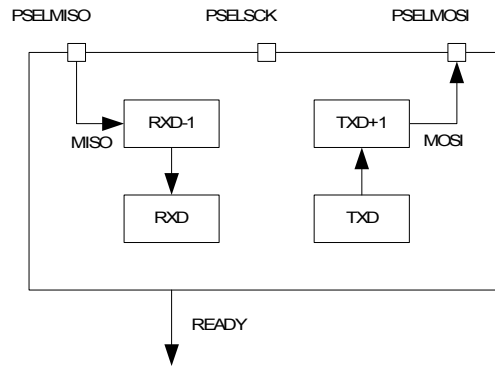 PSELMISO PSELSCK PSELMOSI
RXD-1 TXD+1
MISO MOSI
RXD TXD
READY